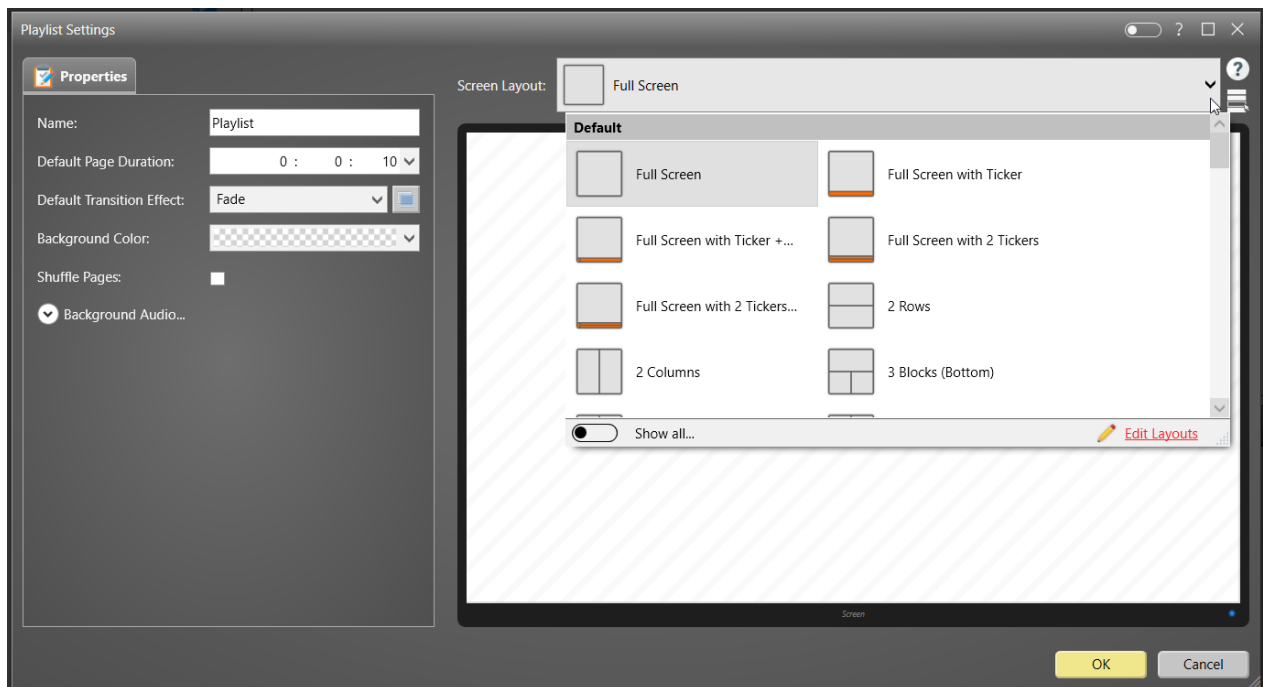 Playlist Settings
?
Properties
Name:
Playlist
Default Page Duration:
0 : 0 : 10
Default Transition Effect:
Fade
Background Color:
Shuffle Pages:
Background Audio...
Screen Layout:
Full Screen
?
Default
Full Screen
Full Screen with Ticker
Full Screen with Ticker +...
Full Screen with 2 Tickers
Full Screen with 2 Tickers...
2 Rows
2 Columns
3 Blocks (Bottom)
Show all...
Edit Layouts
Screen
OK
Cancel